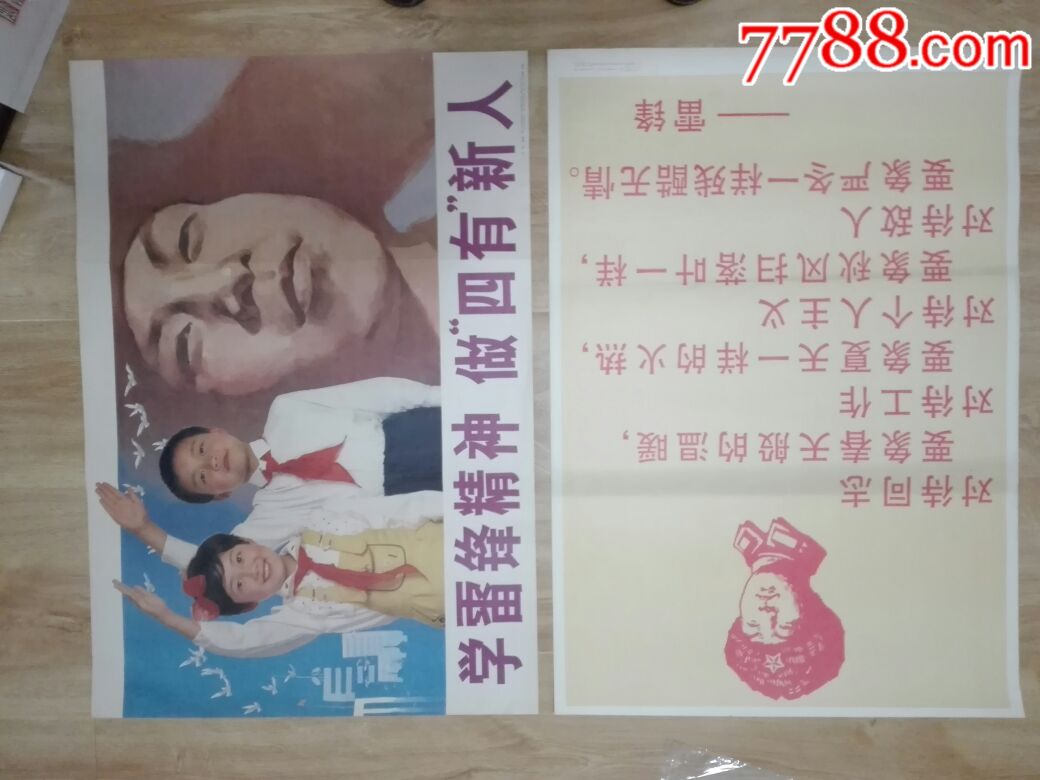 7788.com
学雷锋精神 做“四有”新人
对待同志
要象春天般的温暖，
对待工作
要象夏天一样的火热，
对待个人主义
要象秋风扫落叶一样，
对待敌人
要象严冬一样残酷无情。
——雷锋